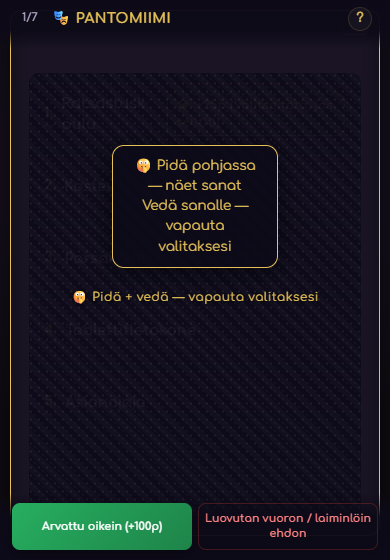 1/7 🎭 PANTOMIIMI ?
🤫 Pidä pohjassa
— näet sanat
Vedä sanalle —
vapauta
valitaksesi
🤫 Pidä + vedä — vapauta valitaksesi
Arvattu oikein (+100p)
Luovutan vuoron / laiminlöin
ehdon